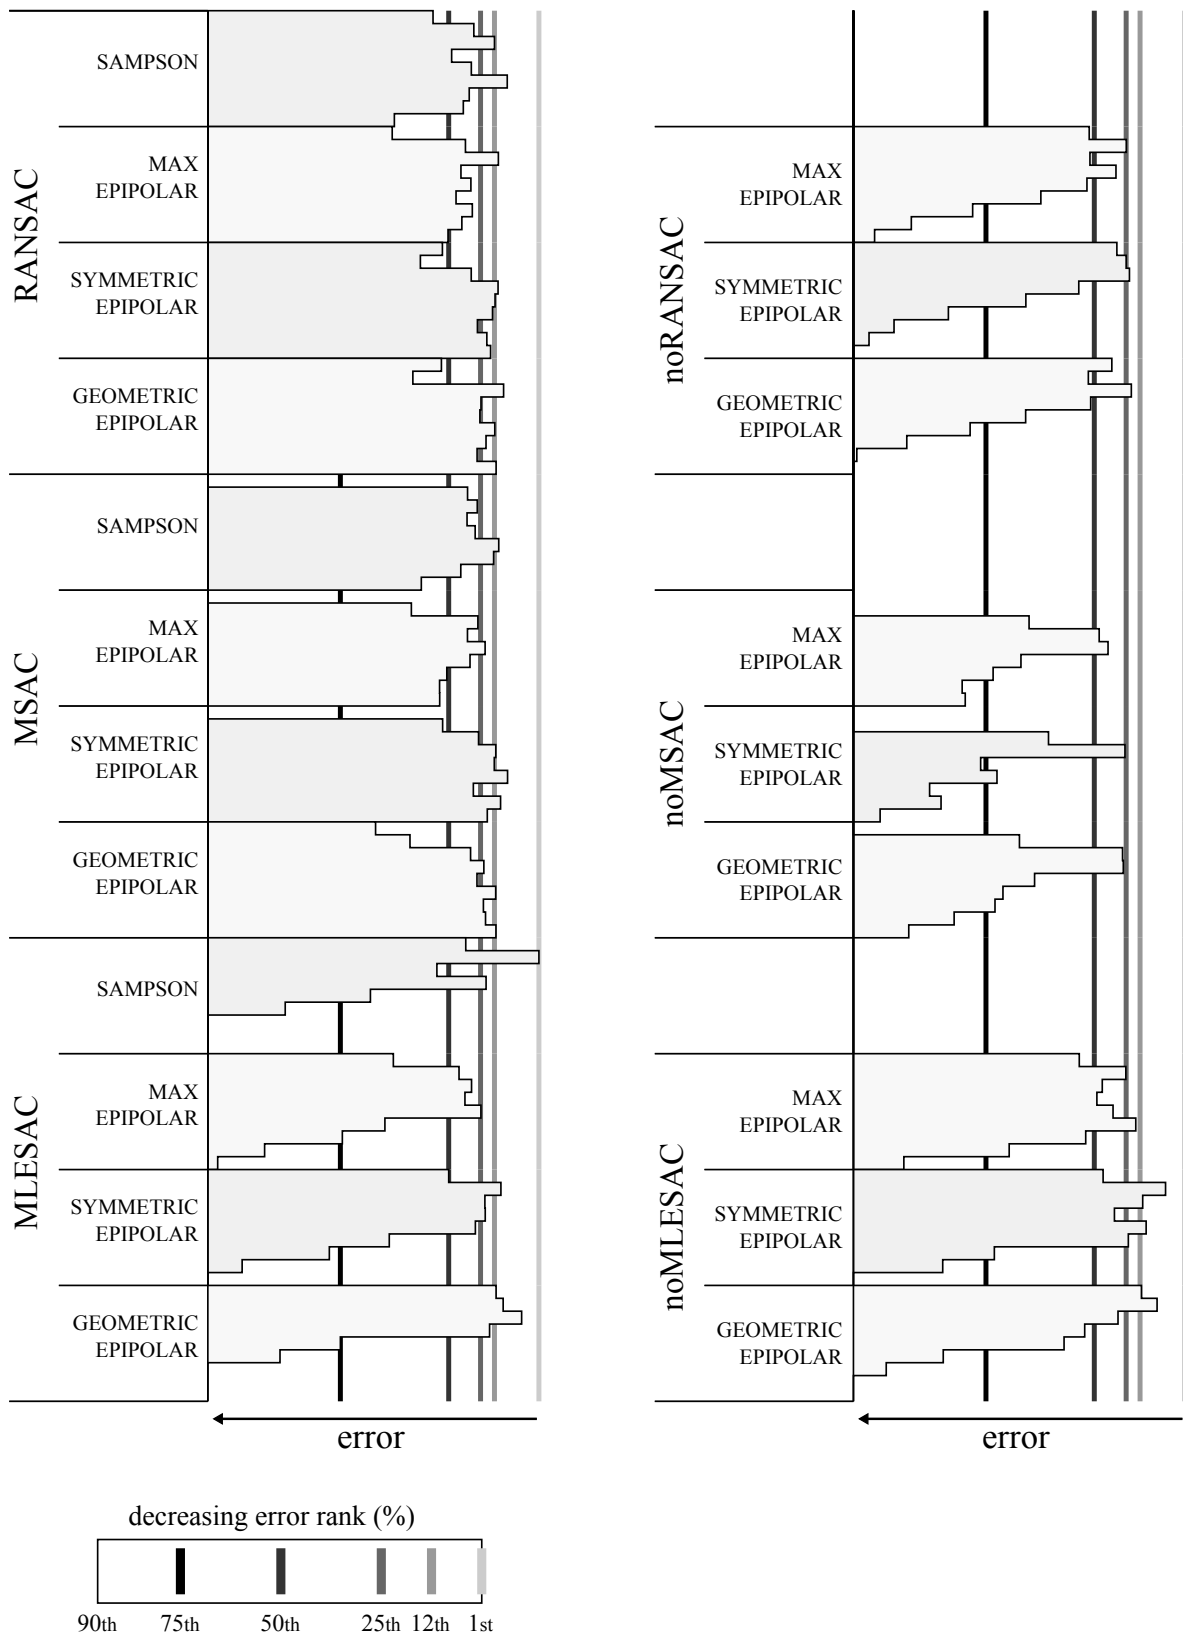 RANSAC
SAMPSON
MAX
EPIPOLAR
SYMMETRIC
EPIPOLAR
GEOMETRIC
EPIPOLAR
MSAC
SAMPSON
MAX
EPIPOLAR
SYMMETRIC
EPIPOLAR
GEOMETRIC
EPIPOLAR
MLESAC
SAMPSON
MAX
EPIPOLAR
SYMMETRIC
EPIPOLAR
GEOMETRIC
EPIPOLAR
error
noRANSAC
MAX
EPIPOLAR
SYMMETRIC
EPIPOLAR
GEOMETRIC
EPIPOLAR
noMSAC
MAX
EPIPOLAR
SYMMETRIC
EPIPOLAR
GEOMETRIC
EPIPOLAR
noMLESAC
MAX
EPIPOLAR
SYMMETRIC
EPIPOLAR
GEOMETRIC
EPIPOLAR
error
decreasing error rank (%)
90th 75th 50th 25th 12th 1st